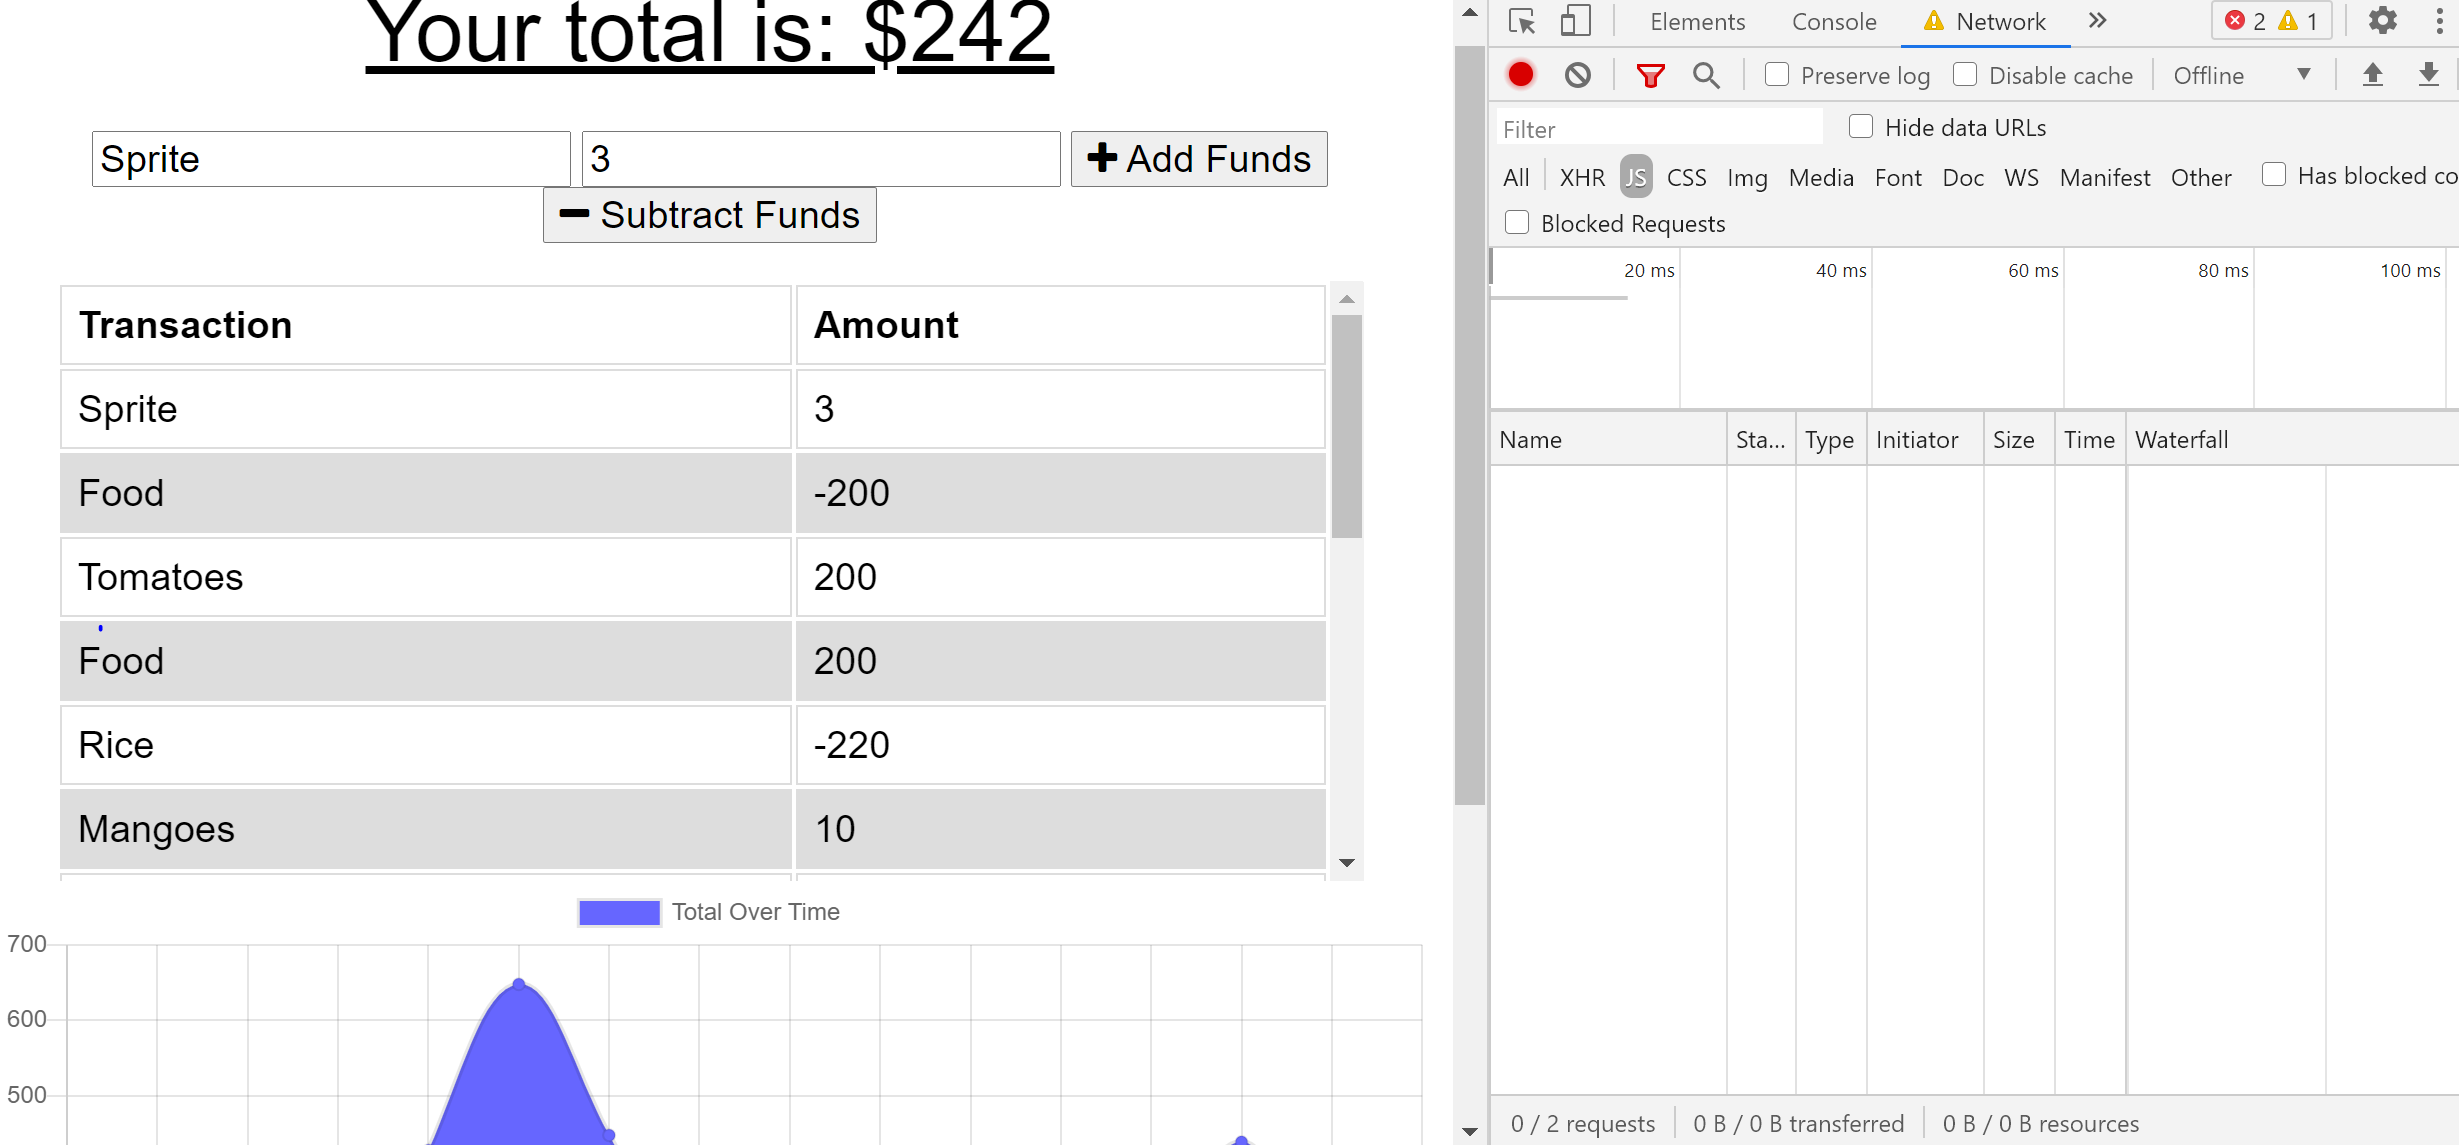 Your total is: $242
Sprite 3 Add Funds
Subtract Funds
Transaction Amount
Sprite 3
Food -200
Tomatoes 200
Food 200
Rice -220
Mangoes 10
Total Over Time
700
600
500
Elements Console Network 2 1
Preserve log Disable cache Offline
Filter Hide data URLs
All XHR JS CSS Img Media Font Doc WS Manifest Other Has blocked co
Blocked Requests
20 ms 40 ms 60 ms 80 ms 100 ms
Name Sta... Type Initiator Size Time Waterfall
0 / 2 requests 0 B / 0 B transferred 0 B / 0 B resources